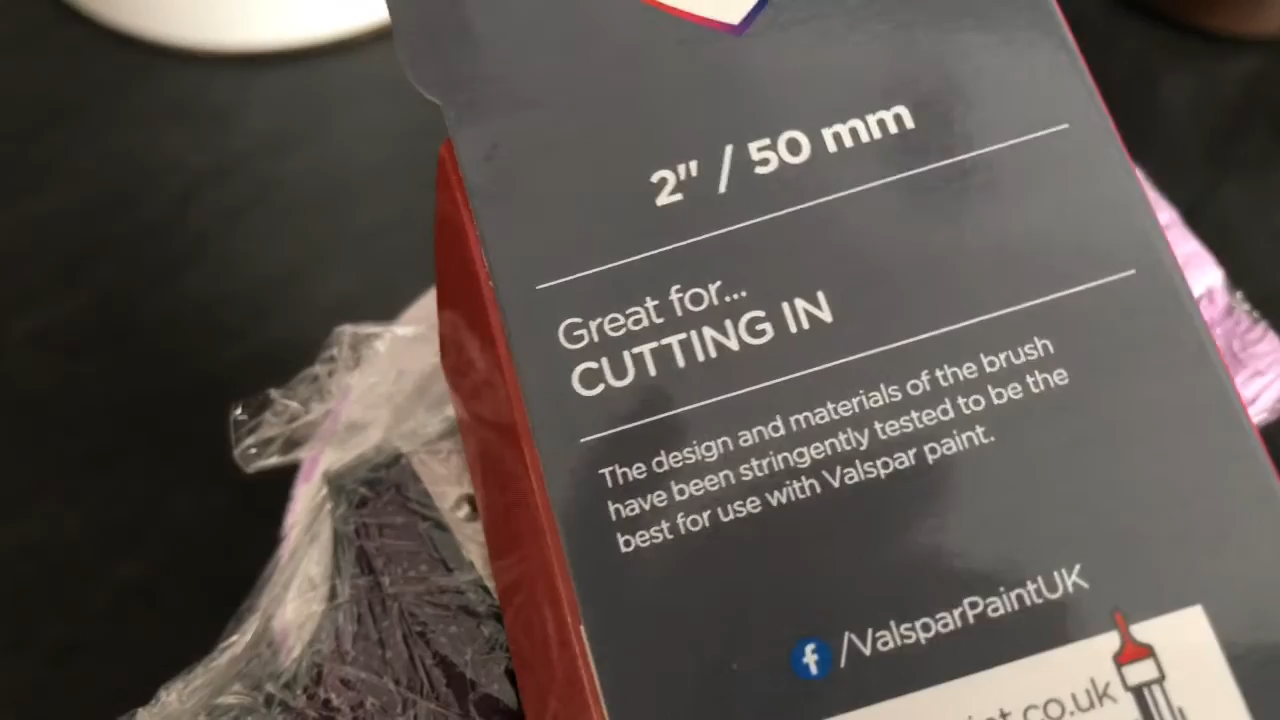 2" / 50 mm
Great for...
CUTTING IN
The design and materials of the brush
have been stringently tested to be the
best for use with Valspar paint.
/ValsparPaintUK